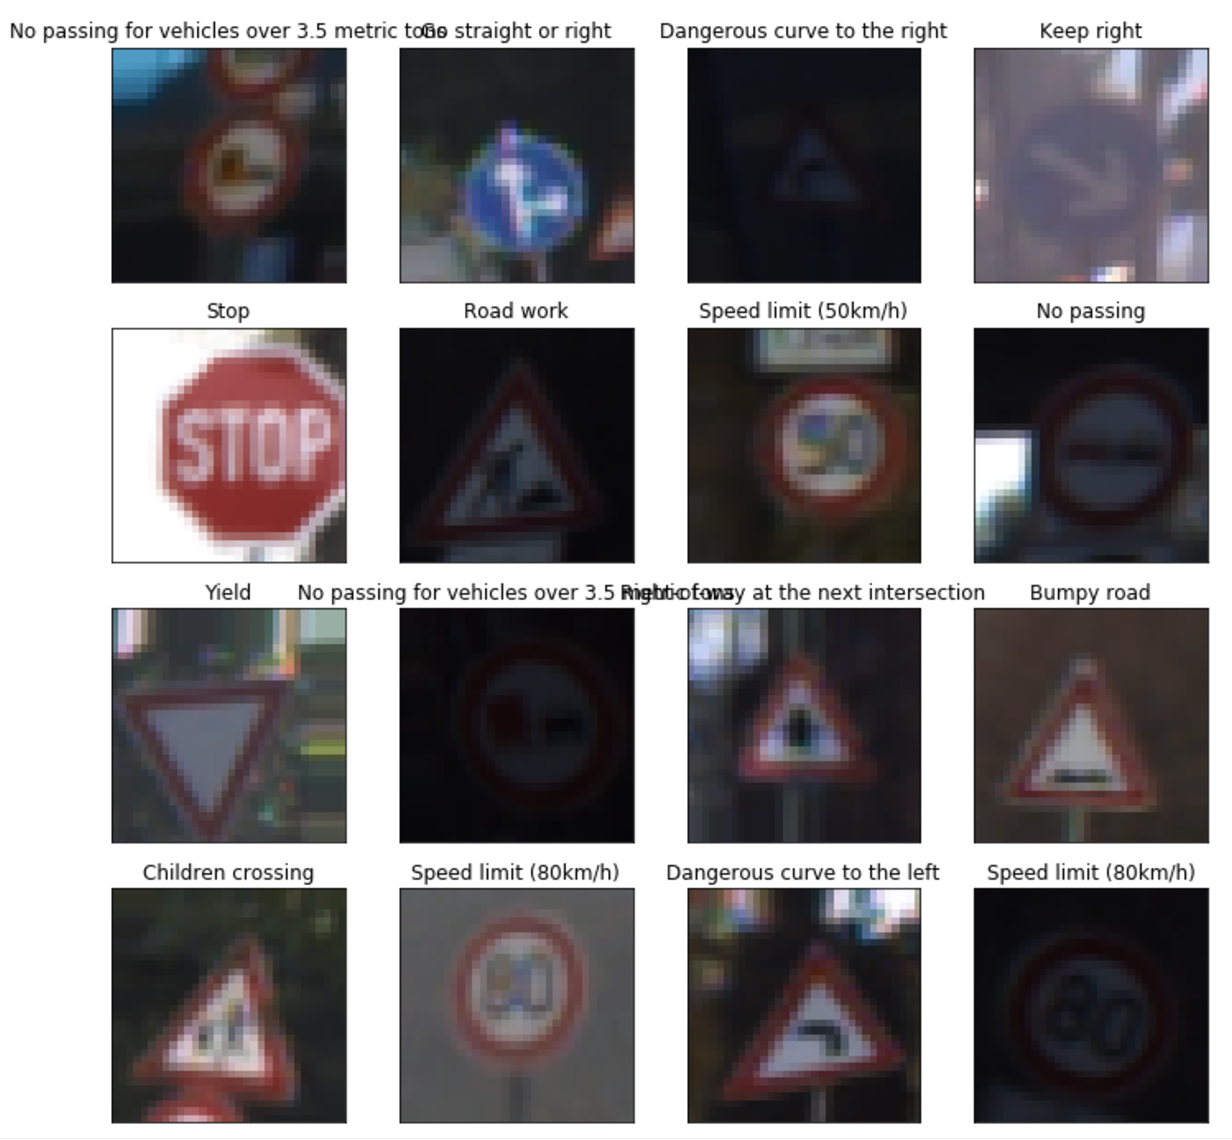 No passing for vehicles over 3.5 metric tons
Go straight or right
Dangerous curve to the right
Keep right
Stop
Road work
Speed limit (50km/h)
No passing
STOP
50
Yield
No passing for vehicles over 3.5 metric tons
Right-of-way at the next intersection
Bumpy road
Children crossing
Speed limit (80km/h)
Dangerous curve to the left
Speed limit (80km/h)
80
80